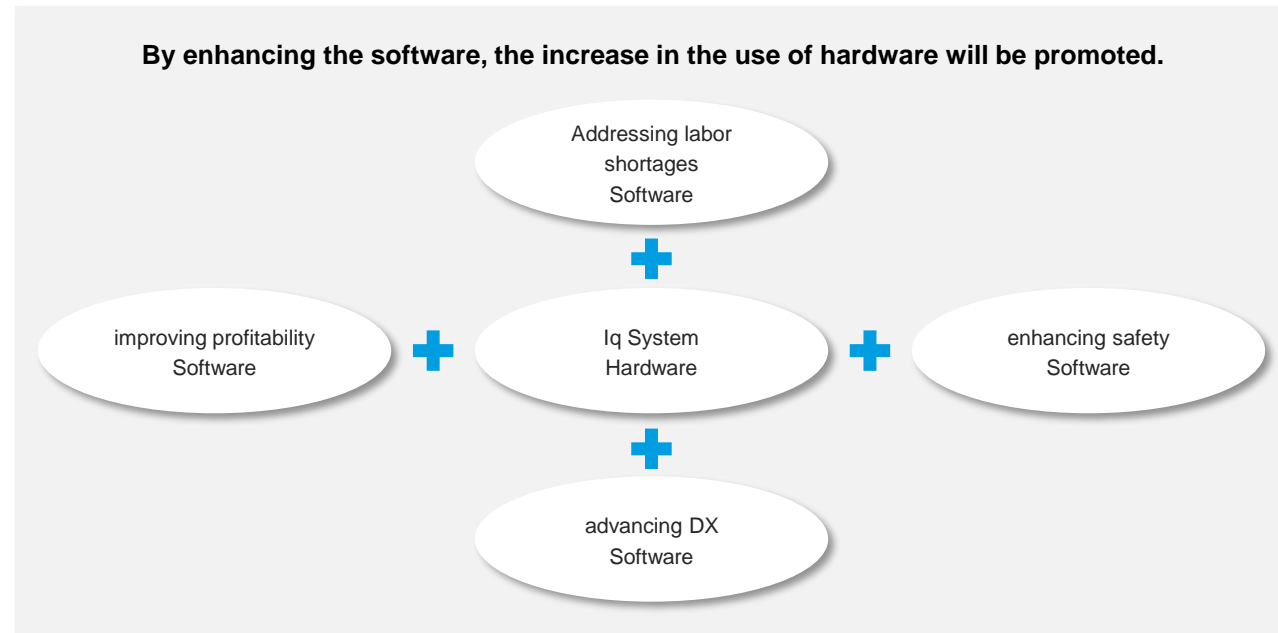 By enhancing the software, the increase in the use of hardware will be promoted.
Addressing labor
shortages
Software
improving profitability
Software
Iq System
Hardware
enhancing safety
Software
advancing DX
Software